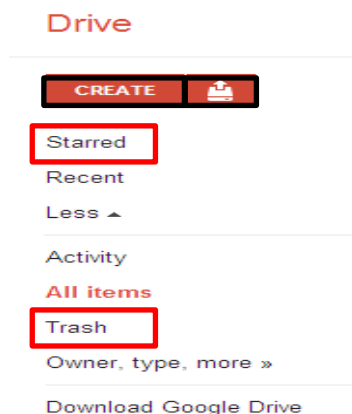 Drive
CREATE
Starred
Recent
Less ▲
Activity
All items
Trash
Owner, type, more »
Download Google Drive